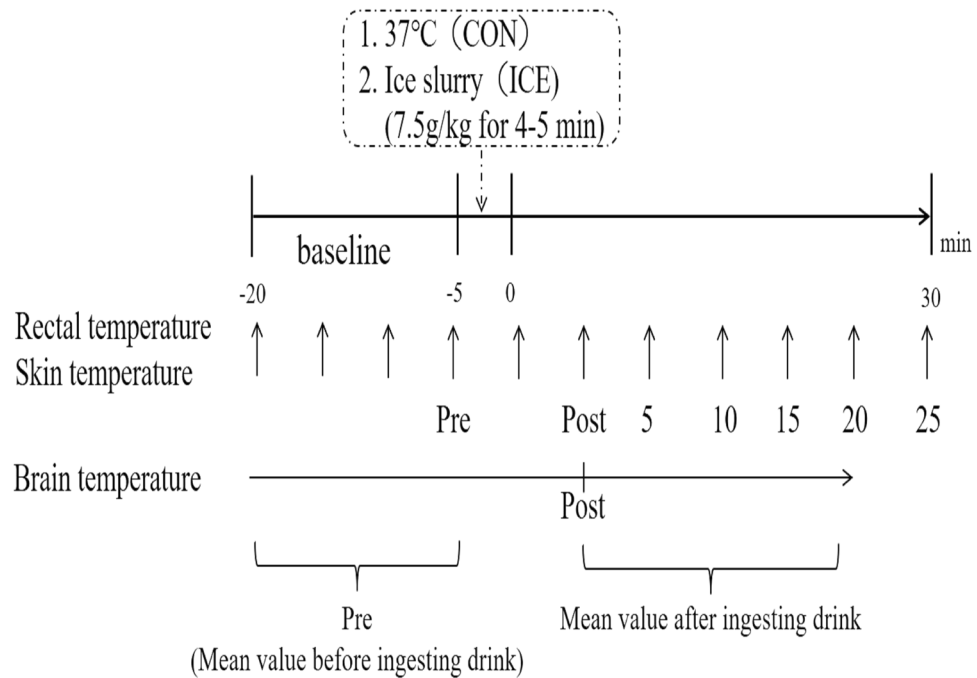 1. 37℃（CON）
2. Ice slurry（ICE)
(7.5g/kg for 4-5 min)
baseline
min
-20
-5
0
30
Rectal temperature
Skin temperature
Pre
Post
5
10
15
20
25
Brain temperature
Post
Pre
(Mean value before ingesting drink)
Mean value after ingesting drink